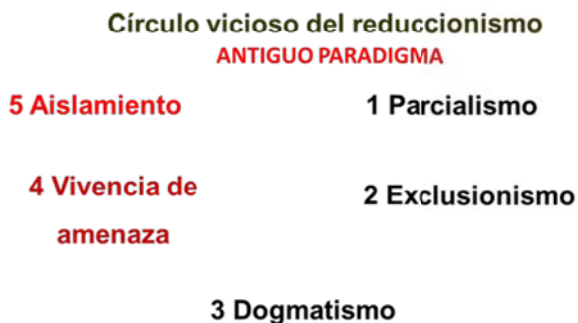 Círculo vicioso del reduccionismo
ANTIGUO PARADIGMA
5 Aislamiento
1 Parcialismo
4 Vivencia de
amenaza
2 Exclusionismo
3 Dogmatismo